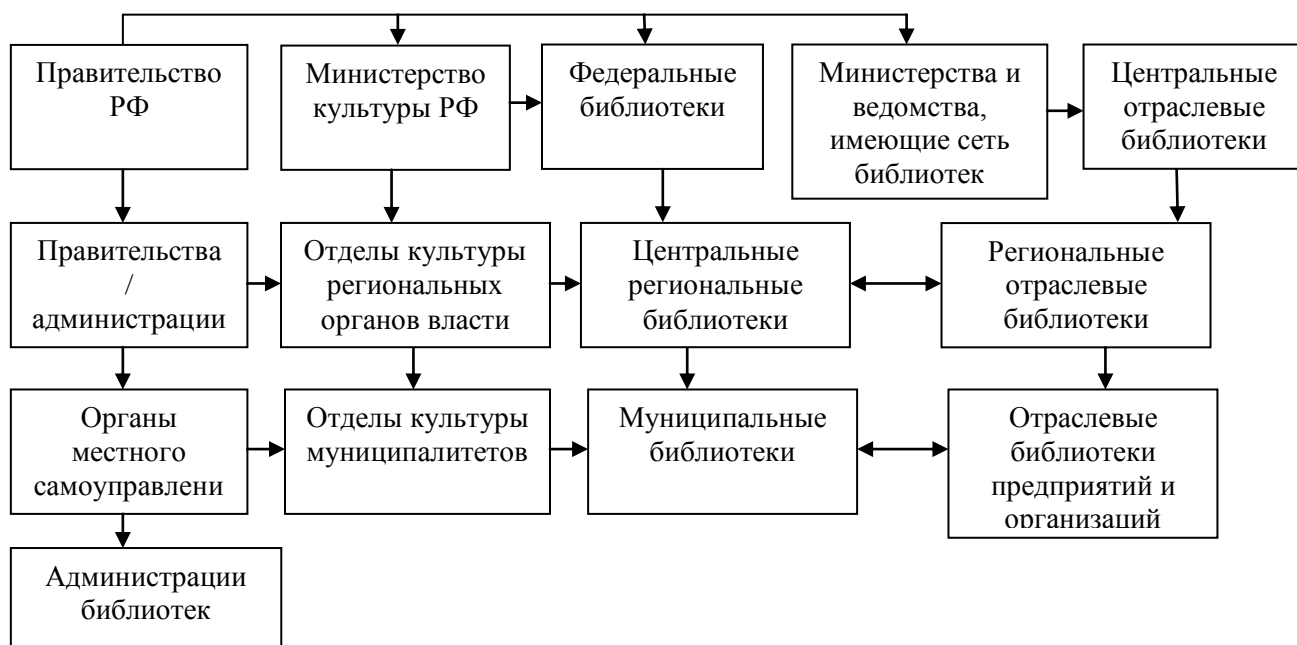 Правительство
РФ
Министерство
культуры РФ
Федеральные
библиотеки
Министерства и
ведомства,
имеющие сеть
библиотек
Центральные
отраслевые
библиотеки
Правительства
/
администрации
Отделы культуры
региональных
органов власти
Центральные
региональные
библиотеки
Региональные
отраслевые
библиотеки
Органы
местного
самоуправлени
Отделы культуры
муниципалитетов
Муниципальные
библиотеки
Отраслевые
библиотеки
предприятий и
организаций
Администрации
библиотек